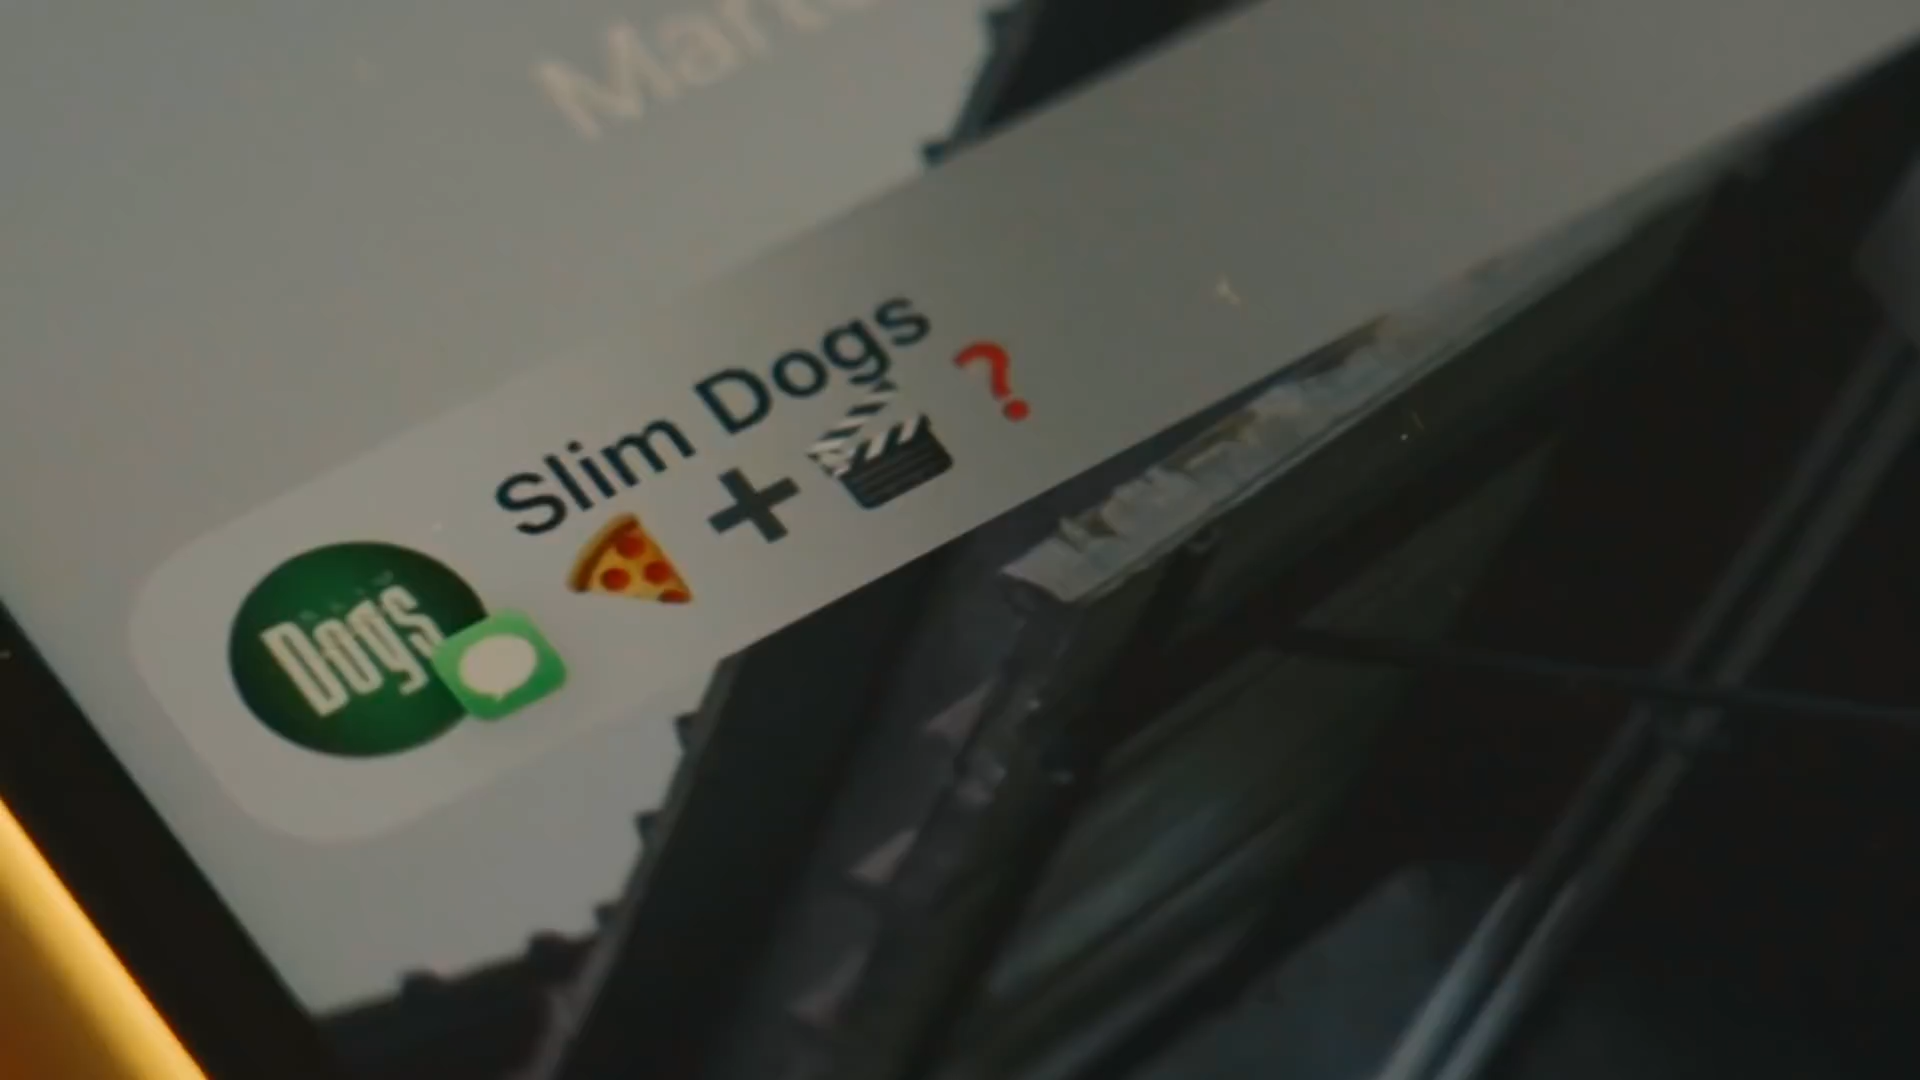 Slim Dogs
🍕 ➕ 🎬 ❓
Dogs